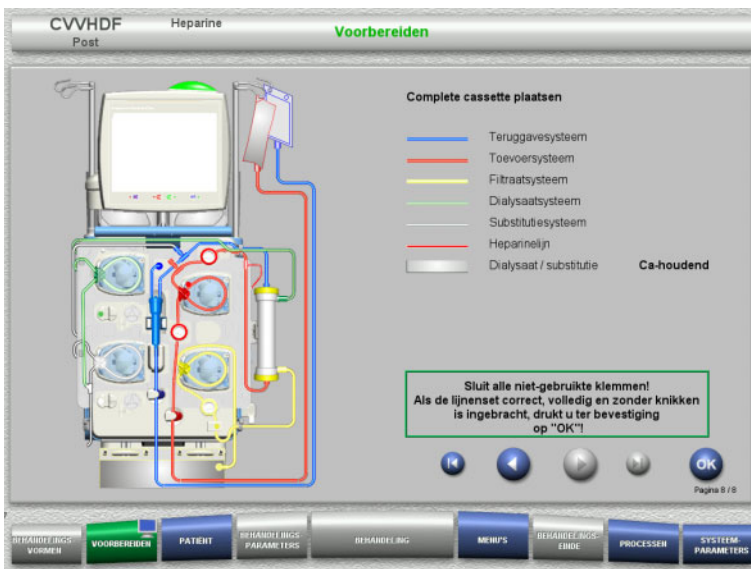 CVVHDF Heparine
Post
Voorbereiden
Complete cassette plaatsen
Teruggavesysteem
Toevoersysteem
Filtraatsysteem
Dialysaatsysteem
Substitutiesysteem
Heparinelijn
Dialysaat / substitutie Ca-houdend
Sluit alle niet-gebruikte klemmen!
Als de lijnenset correct, volledig en zonder knikken
is ingebracht, drukt u ter bevestiging
op "OK"!
OK
Pagina 8 / 8
BEHANDELINGS-
VORMEN
VOORBEREIDEN
PATIËNT
BEHANDELINGS-
PARAMETERS
BEHANDELING
MENU'S
BEHANDELINGS-
EINDE
PROCESSEN
SYSTEEM-
PARAMETERS